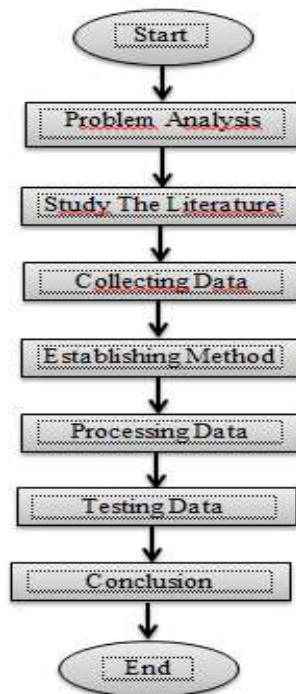 Start
Problem Analysis
Study The Literature
Collecting Data
Establishing Method
Processing Data
Testing Data
Conclusion
End